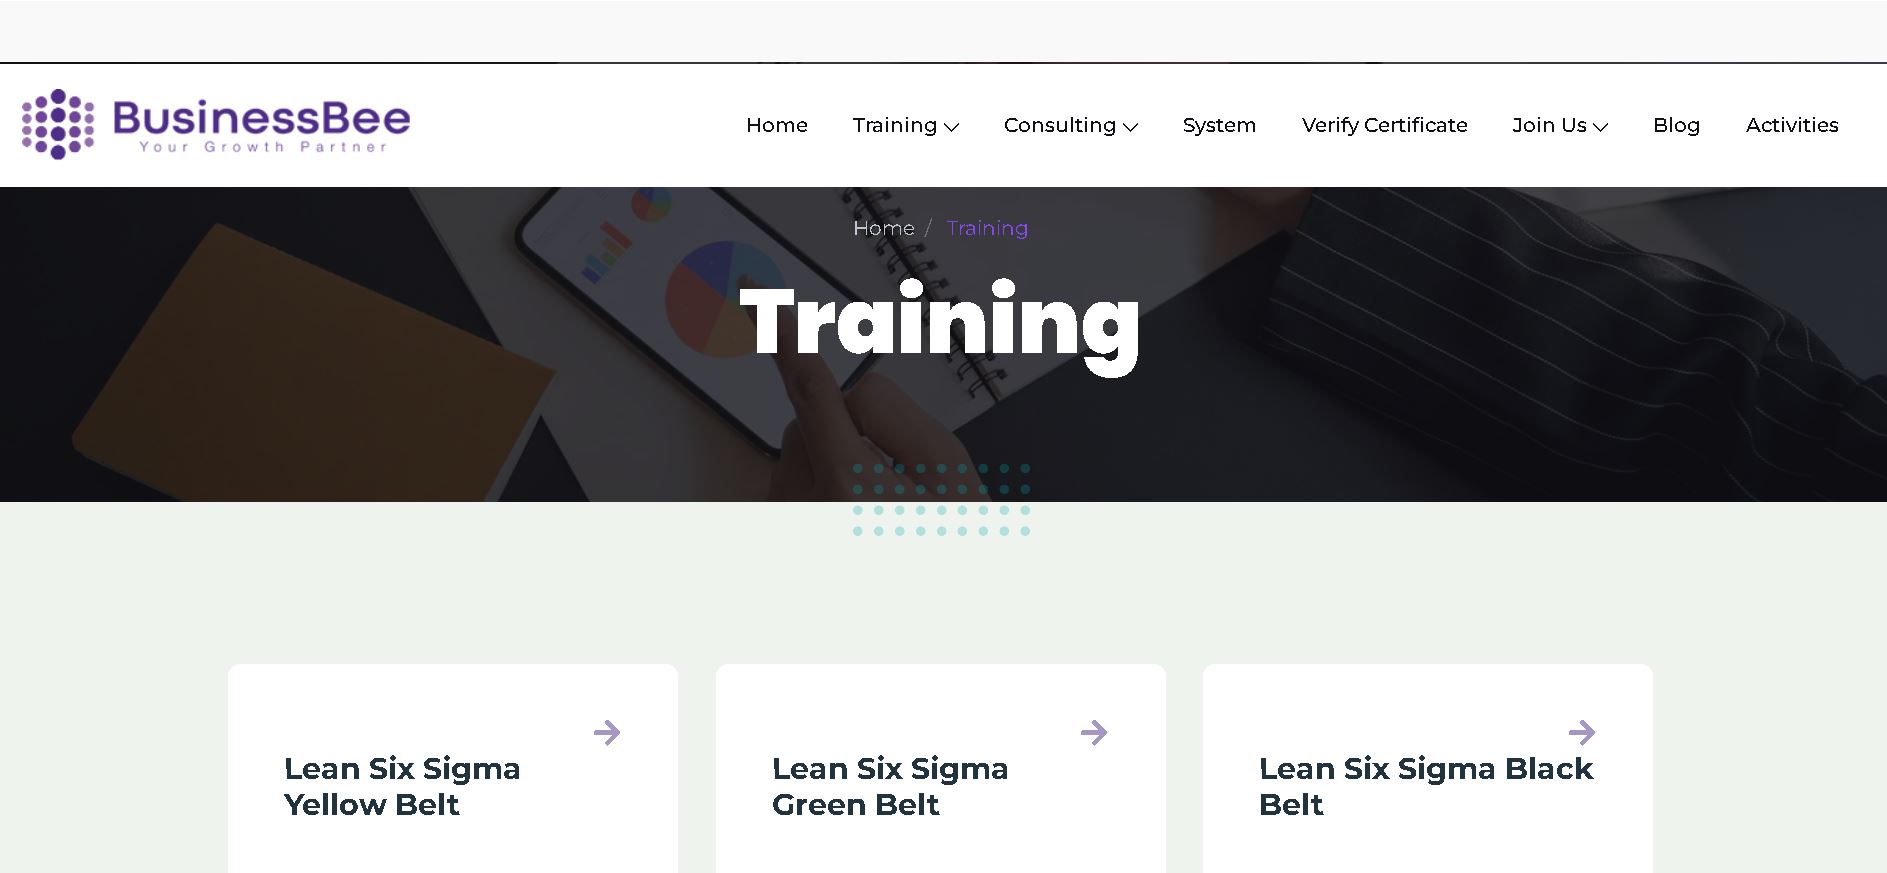 BusinessBee
Your Growth Partner
Home Training Consulting System Verify Certificate Join Us Blog Activities
Home / Training
Training
Lean Six Sigma
Yellow Belt
Lean Six Sigma
Green Belt
Lean Six Sigma Black
Belt